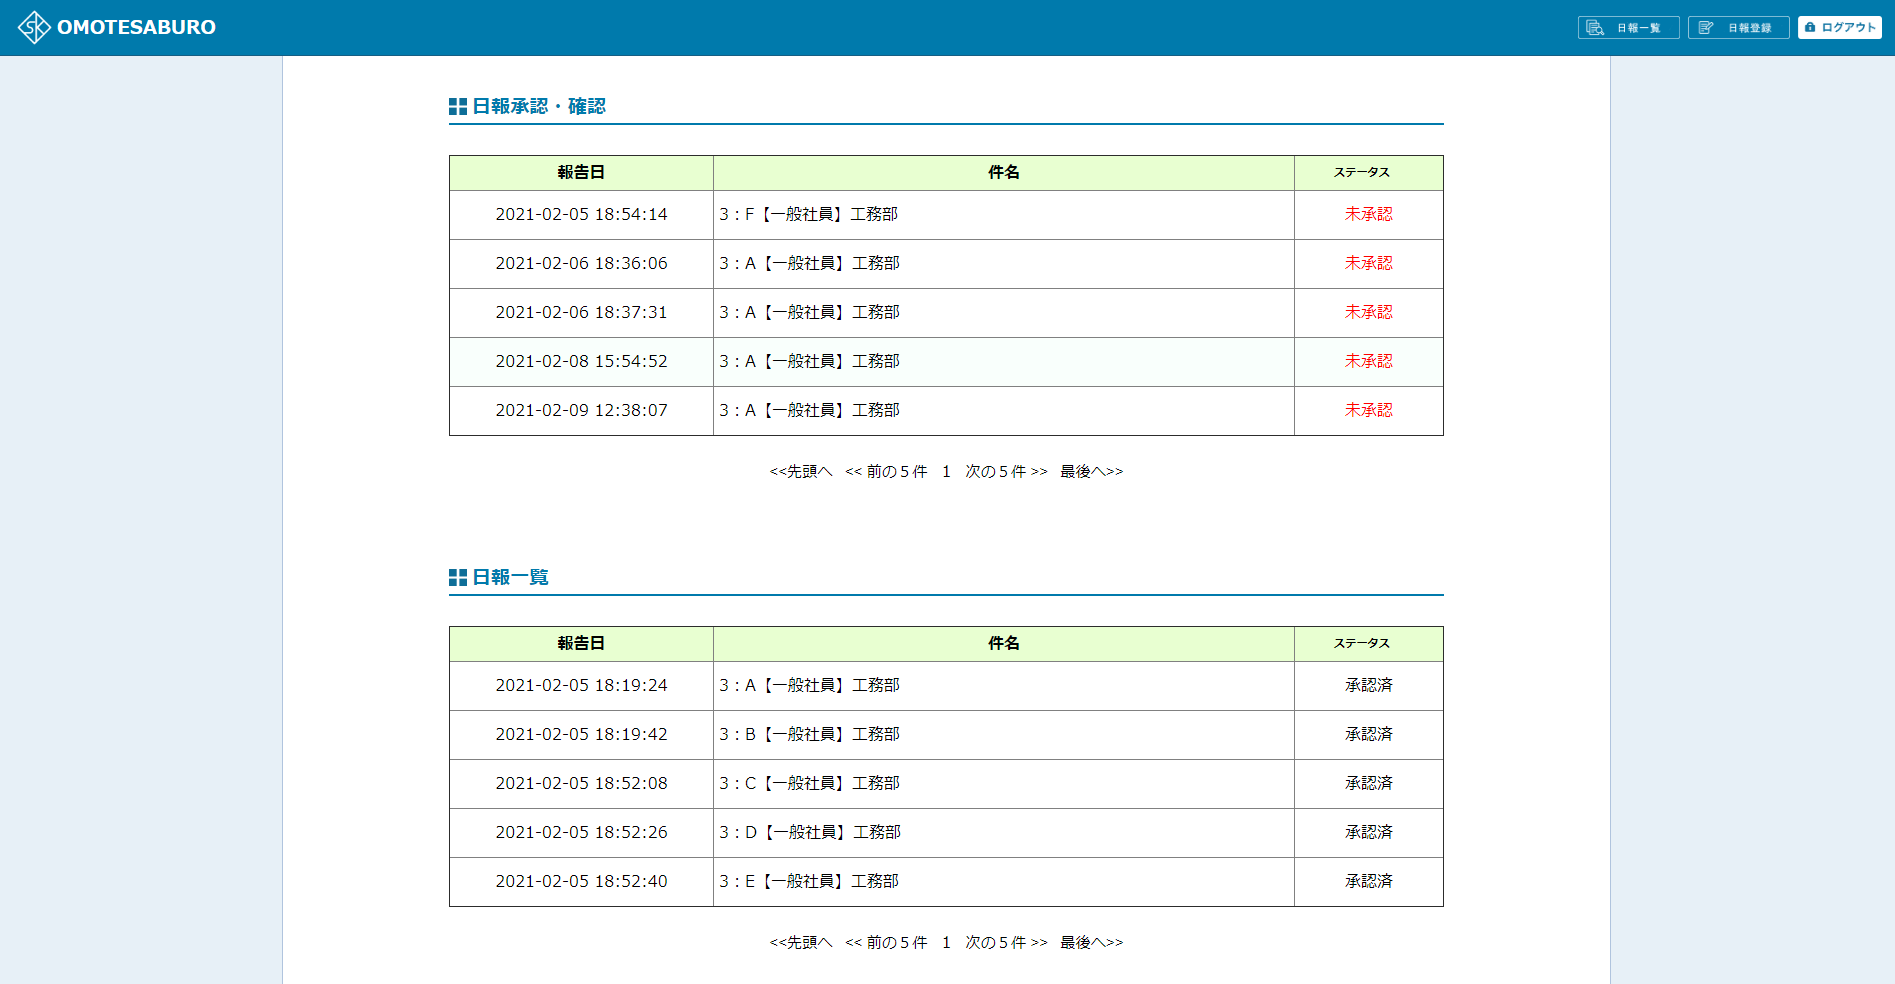 OMOTESABURO
日報一覧
日報登録
ログアウト
日報承認・確認
報告日 件名 ステータス
2021-02-05 18:54:14 3：F【一般社員】工務部 未承認
2021-02-06 18:36:06 3：A【一般社員】工務部 未承認
2021-02-06 18:37:31 3：A【一般社員】工務部 未承認
2021-02-08 15:54:52 3：A【一般社員】工務部 未承認
2021-02-09 12:38:07 3：A【一般社員】工務部 未承認
<<先頭へ << 前の５件 1 次の５件 >> 最後へ>>
日報一覧
報告日 件名 ステータス
2021-02-05 18:19:24 3：A【一般社員】工務部 承認済
2021-02-05 18:19:42 3：B【一般社員】工務部 承認済
2021-02-05 18:52:08 3：C【一般社員】工務部 承認済
2021-02-05 18:52:26 3：D【一般社員】工務部 承認済
2021-02-05 18:52:40 3：E【一般社員】工務部 承認済
<<先頭へ << 前の５件 1 次の５件 >> 最後へ>>